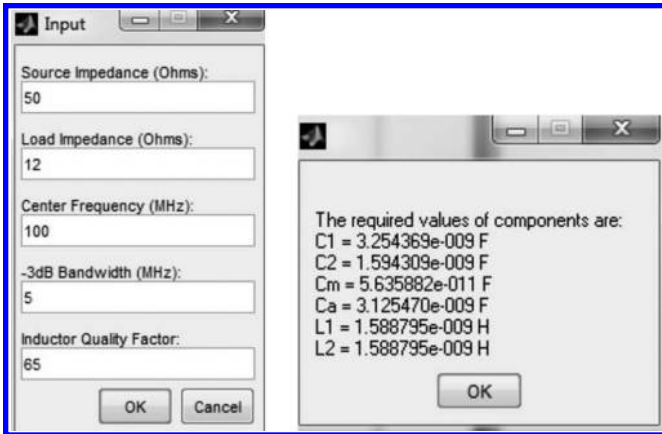 Input
Source Impedance (Ohms):
50
Load Impedance (Ohms):
12
Center Frequency (MHz):
100
-3dB Bandwidth (MHz):
5
Inductor Quality Factor:
65
OK
Cancel
The required values of components are:
C1 = 3.254369e-009 F
C2 = 1.594309e-009 F
Cm = 5.635882e-011 F
Ca = 3.125470e-009 F
L1 = 1.588795e-009 H
L2 = 1.588795e-009 H
OK